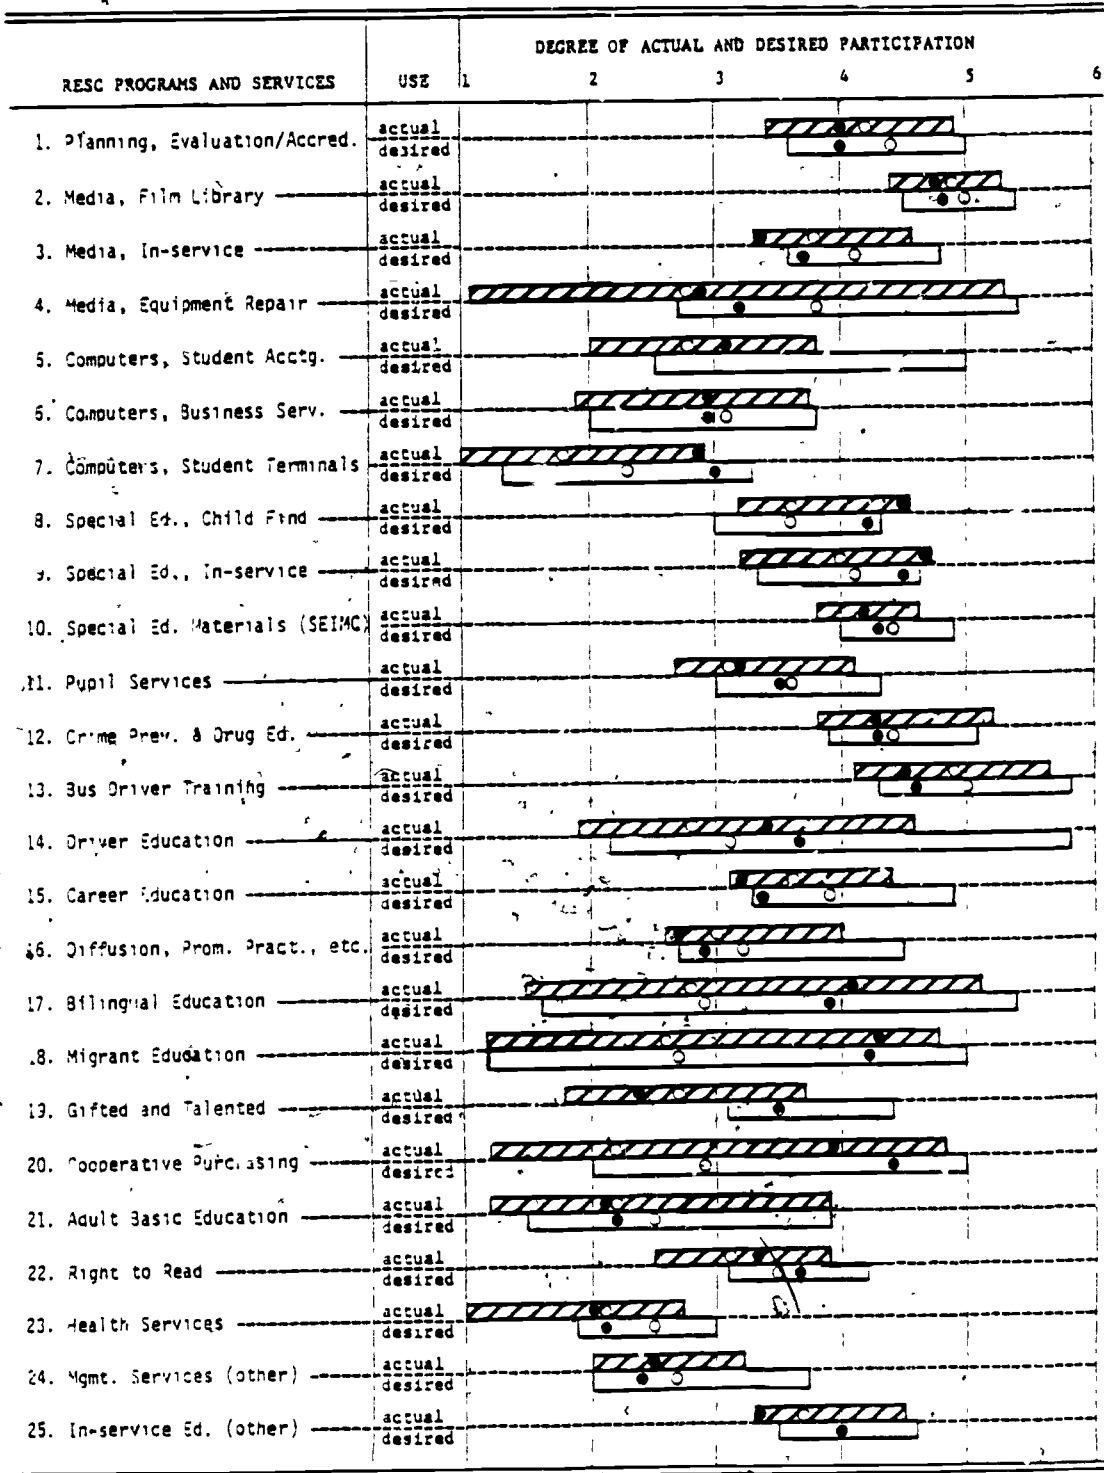 DEGREE OF ACTUAL AND DESIRED PARTICIPATION
RESC PROGRAMS AND SERVICES USE 1 2 3 4 5 6
1. Planning, Evaluation/Accred. actual
desired
2. Media, Film Library actual
desired
3. Media, In-service actual
desired
4. Media, Equipment Repair actual
desired
5. Computers, Student Acctg. actual
desired
6. Computers, Business Serv. actual
desired
7. Computers, Student Terminals actual
desired
8. Special Ed., Child Find actual
desired
9. Special Ed., In-service actual
desired
10. Special Ed. Materials (SEIMC) actual
desired
11. Pupil Services actual
desired
12. Crime Prev. & Drug Ed. actual
desired
13. Bus Driver Training actual
desired
14. Driver Education actual
desired
15. Career Education actual
desired
16. Diffusion, Prom. Pract., etc. actual
desired
17. Bilingual Education actual
desired
18. Migrant Education actual
desired
19. Gifted and Talented actual
desired
20. Cooperative Purchasing actual
desired
21. Adult Basic Education actual
desired
22. Right to Read actual
desired
23. Health Services actual
desired
24. Mgmt. Services (other) actual
desired
25. In-service Ed. (other) actual
desired